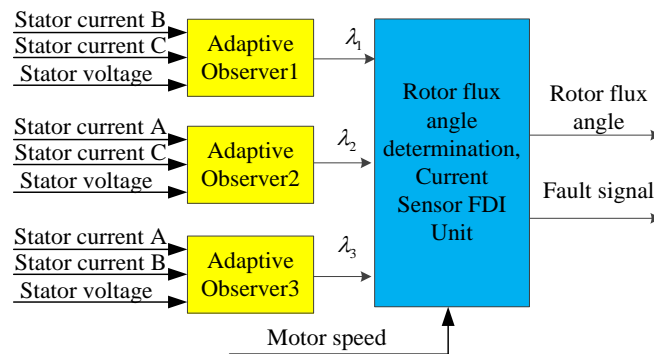 Stator current B
Stator current C
Stator voltage
Adaptive
Observer1
λ1
Stator current A
Stator current C
Stator voltage
Adaptive
Observer2
λ2
Stator current A
Stator current B
Stator voltage
Adaptive
Observer3
λ3
Rotor flux
angle
determination,
Current
Sensor FDI
Unit
Rotor flux
angle
Fault signal
Motor speed